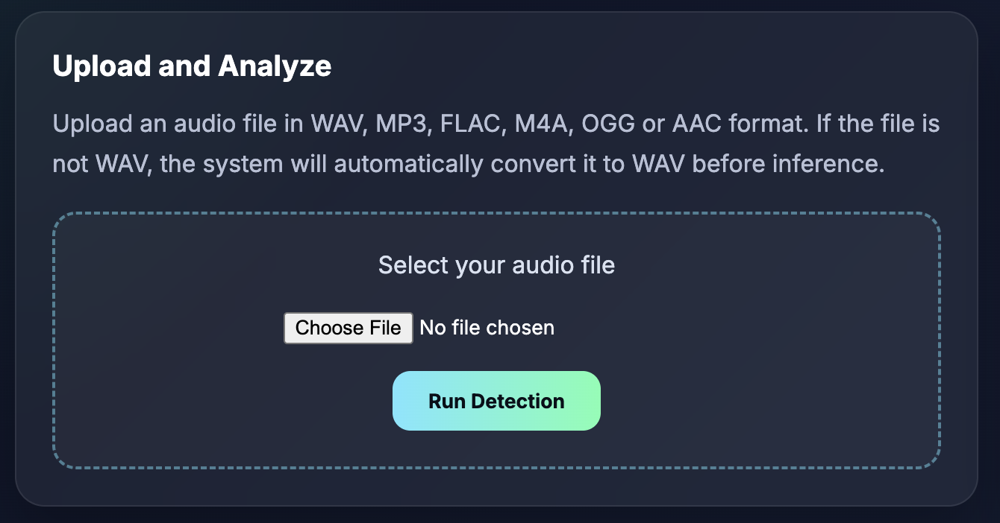 Upload and Analyze
Upload an audio file in WAV, MP3, FLAC, M4A, OGG or AAC format. If the file is
not WAV, the system will automatically convert it to WAV before inference.
Select your audio file
Choose File No file chosen
Run Detection